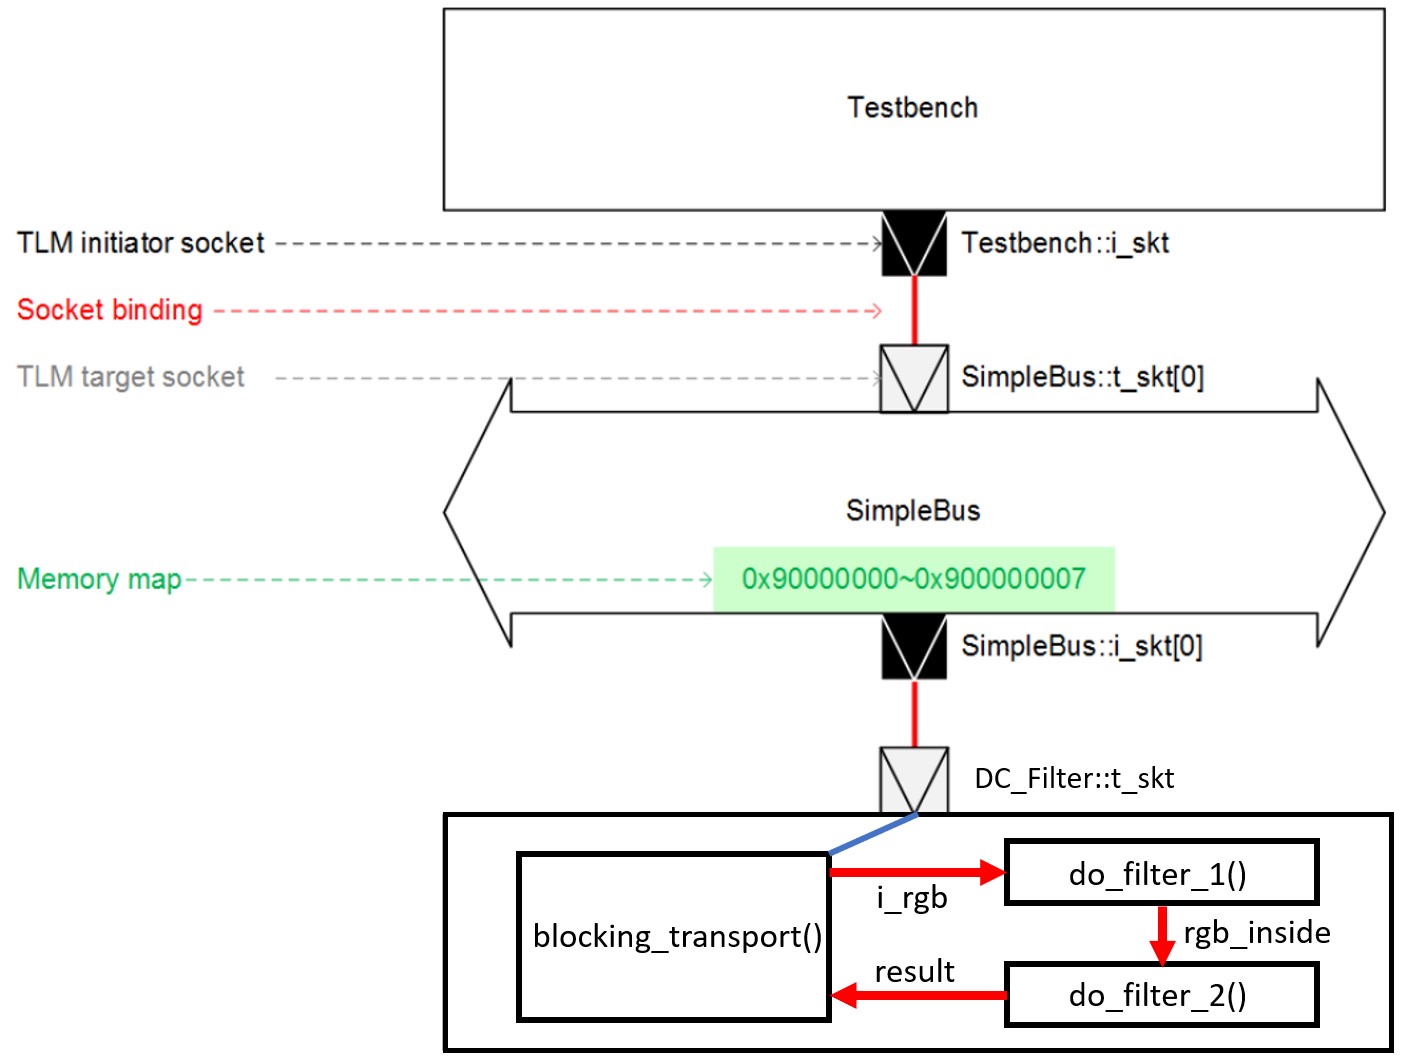 Testbench
TLM initiator socket
Testbench::i_skt
Socket binding
TLM target socket
SimpleBus::t_skt[0]
SimpleBus
Memory map
0x90000000~0x900000007
SimpleBus::i_skt[0]
DC_Filter::t_skt
do_filter_1()
i_rgb
blocking_transport()
rgb_inside
result
do_filter_2()